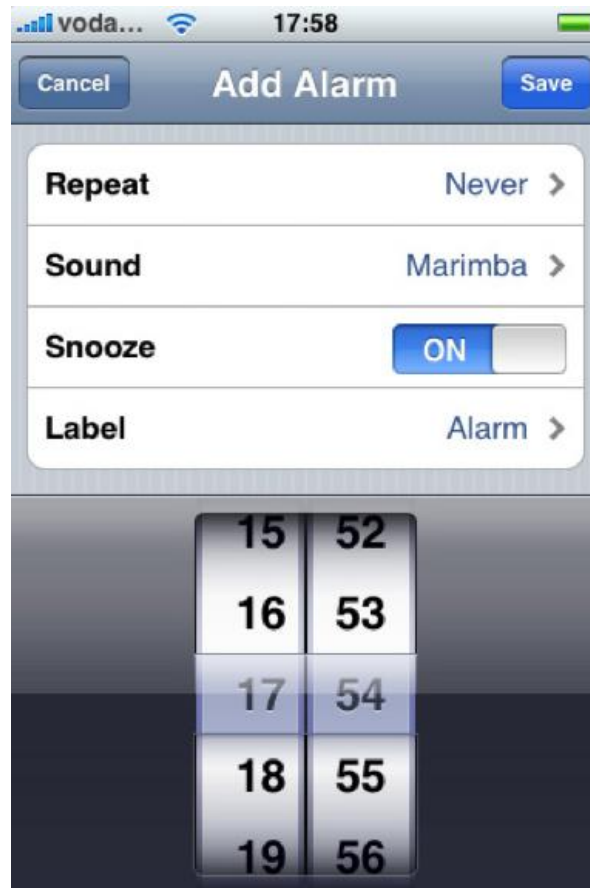 voda... 17:58
Cancel Add Alarm Save
Repeat Never >
Sound Marimba >
Snooze ON
Label Alarm >
15 52
16 53
17 54
18 55
19 56